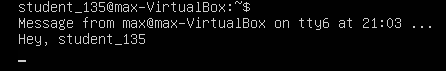 student_135@max-VirtualBox:~$
Message from max@max-VirtualBox on tty6 at 21:03 ...
Hey, student_135